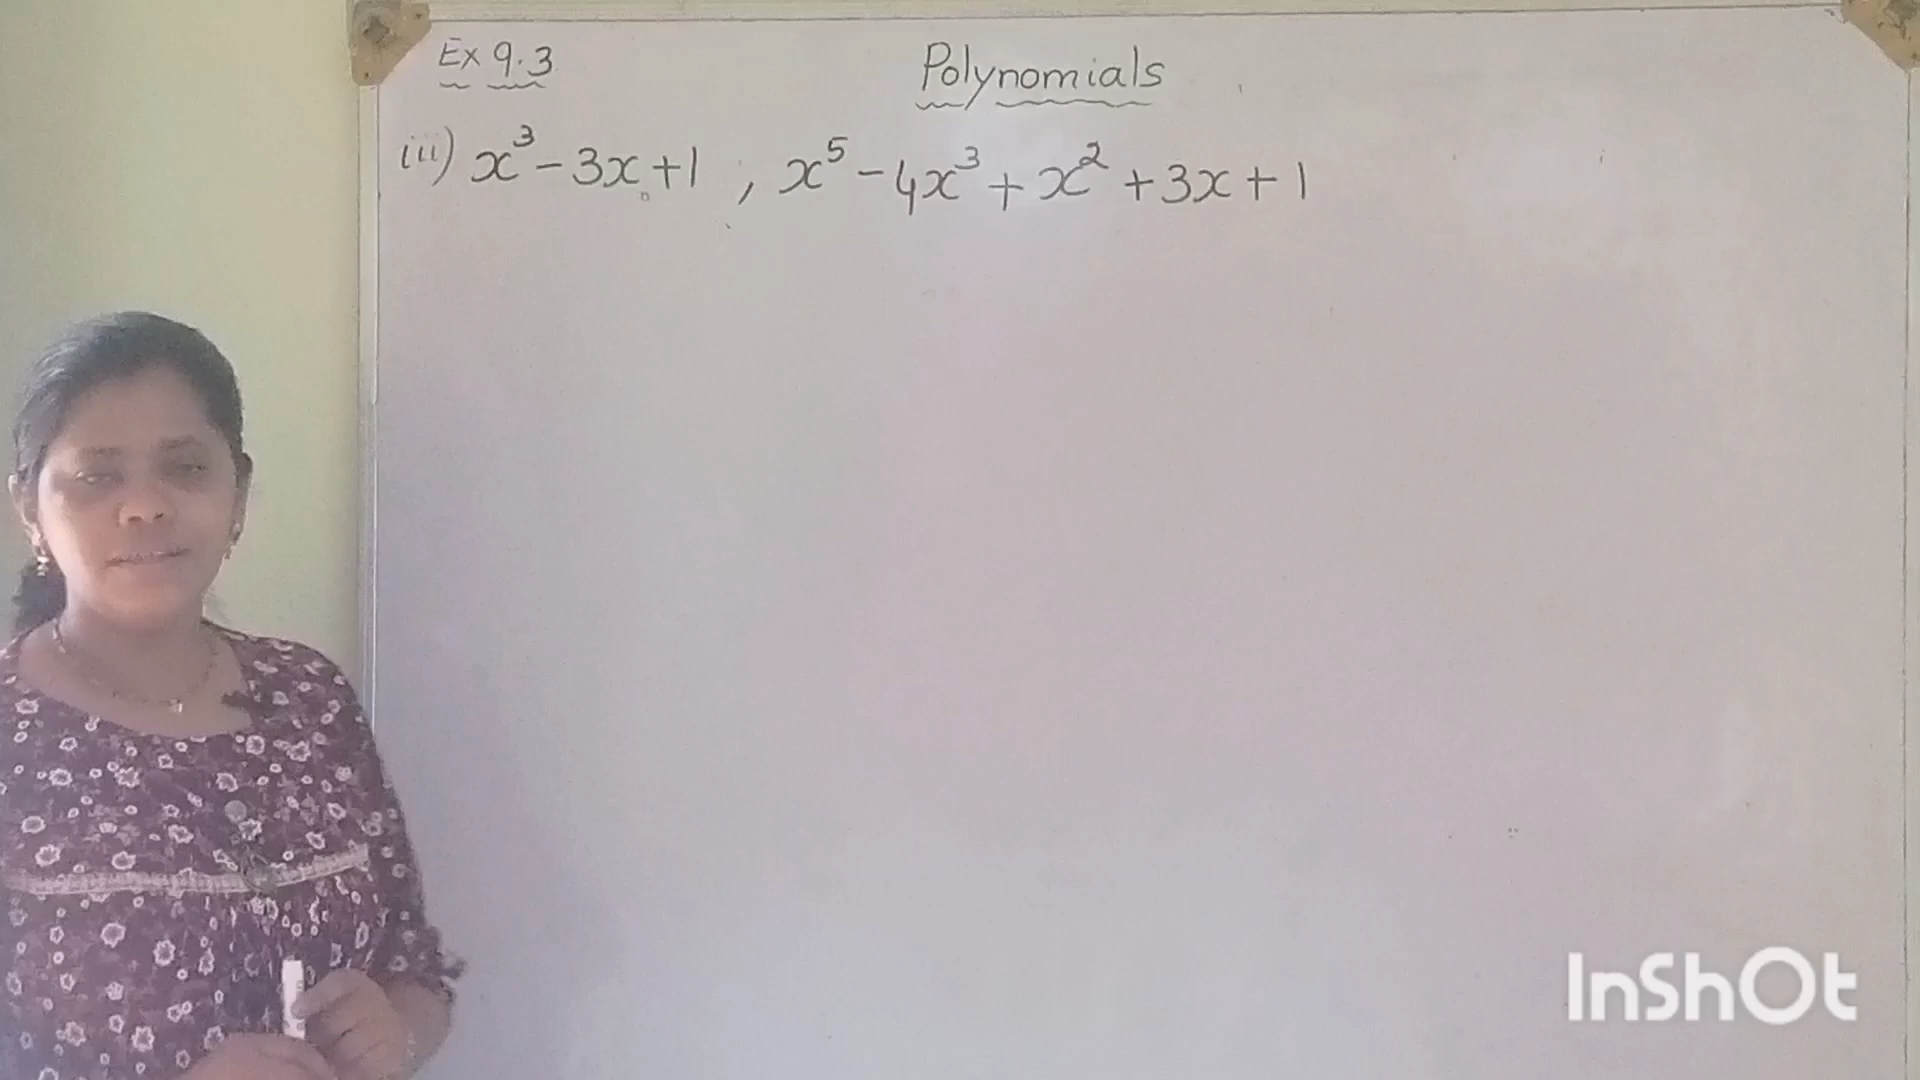 Ex 9.3
Polynomials
iii) x³ - 3x + 1 , x⁵ - 4x³ + x² + 3x + 1
InShOt